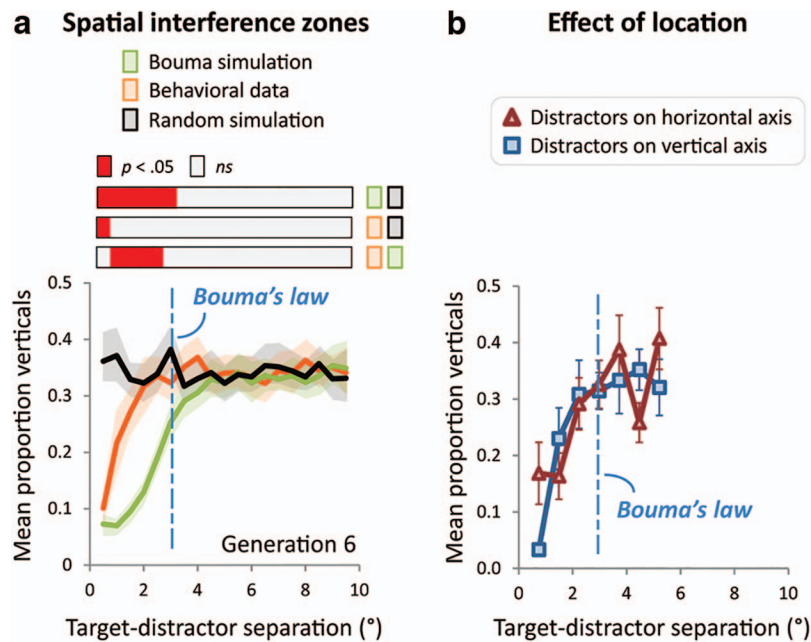 a Spatial interference zones
Bouma simulation
Behavioral data
Random simulation
p < .05 ns
Bouma's law
Mean proportion verticals
0.5
0.4
0.3
0.2
0.1
0
Generation 6
0 2 4 6 8 10
Target-distractor separation (°)
b Effect of location
Distractors on horizontal axis
Distractors on vertical axis
Mean proportion verticals
0.5
0.4
0.3
0.2
0.1
0.0
Bouma's law
0 2 4 6 8 10
Target-distractor separation (°)